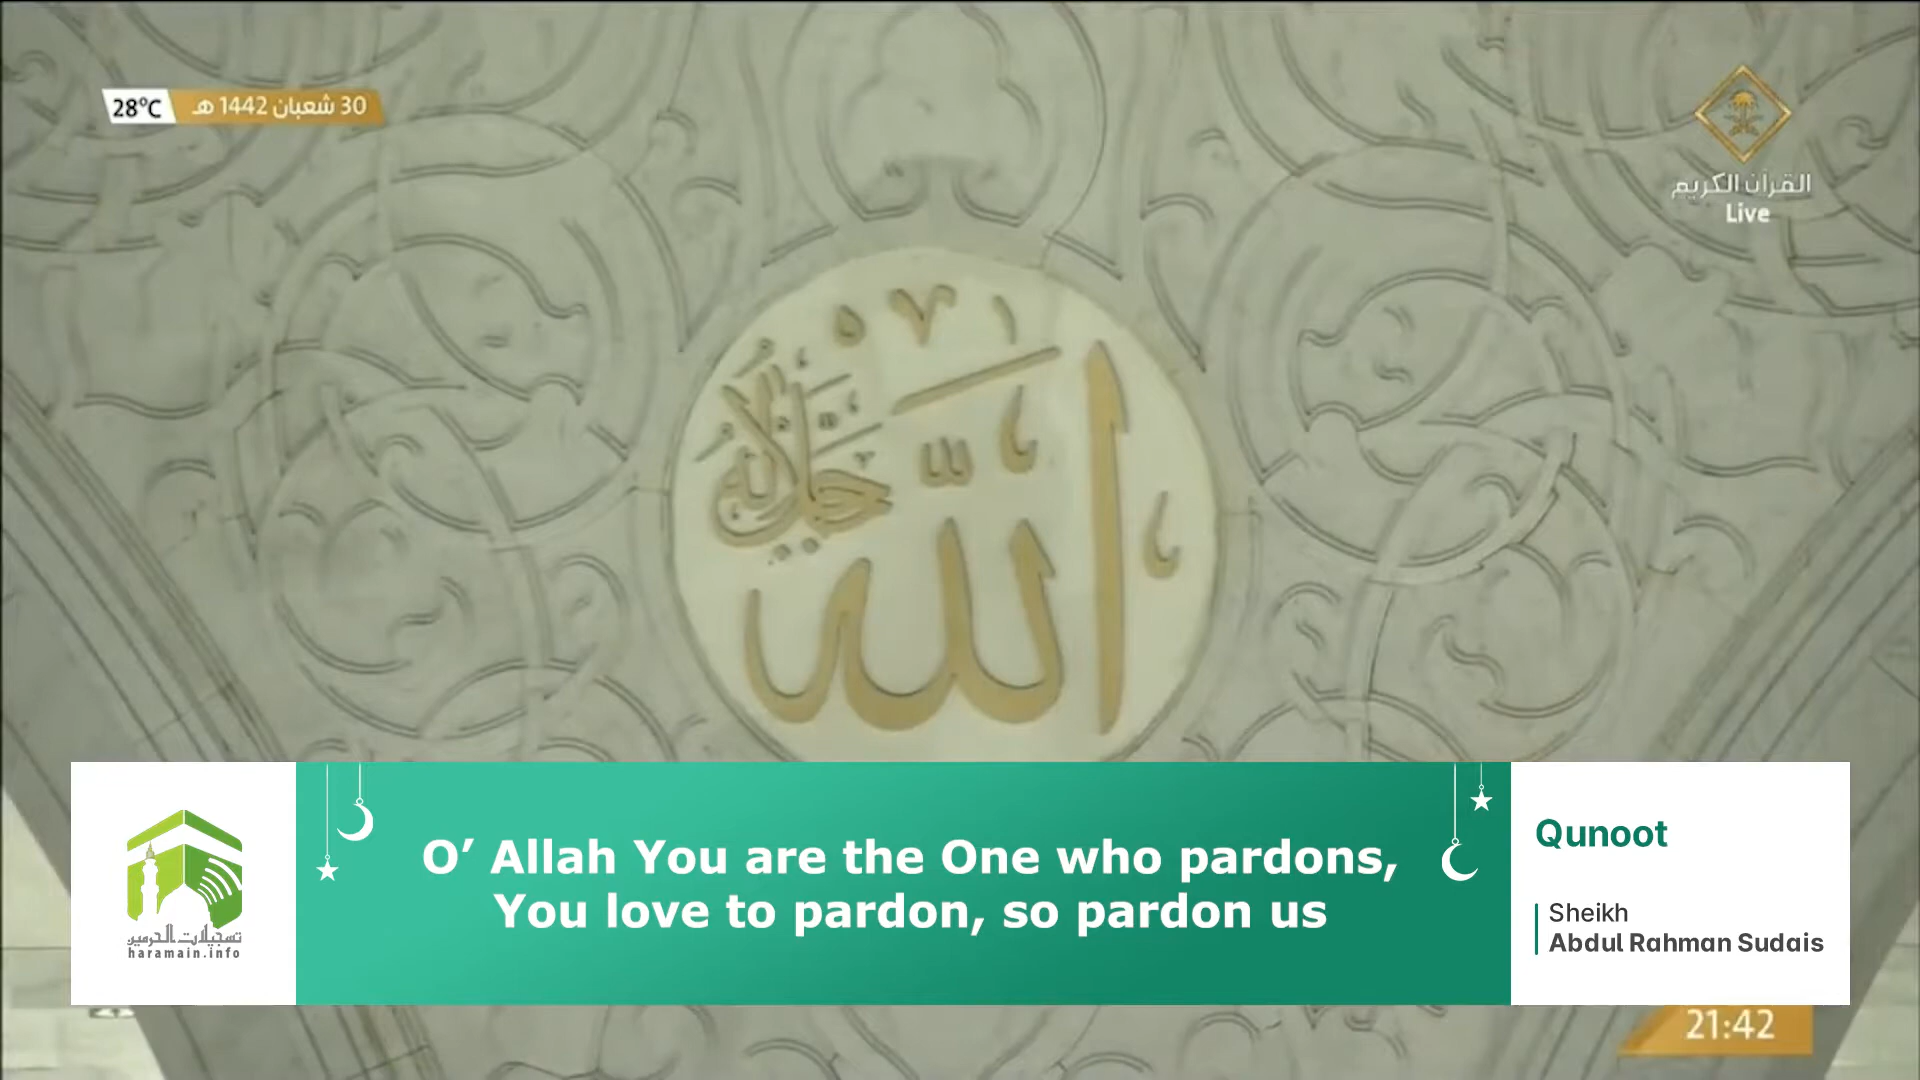 28°C
30 شعبان 1442 هـ
القرآن الكريم
Live
الله
جل جلاله
O’ Allah You are the One who pardons,
You love to pardon, so pardon us
تسجيلات الحرمين
haramain.info
Qunoot
Sheikh
Abdul Rahman Sudais
21:42